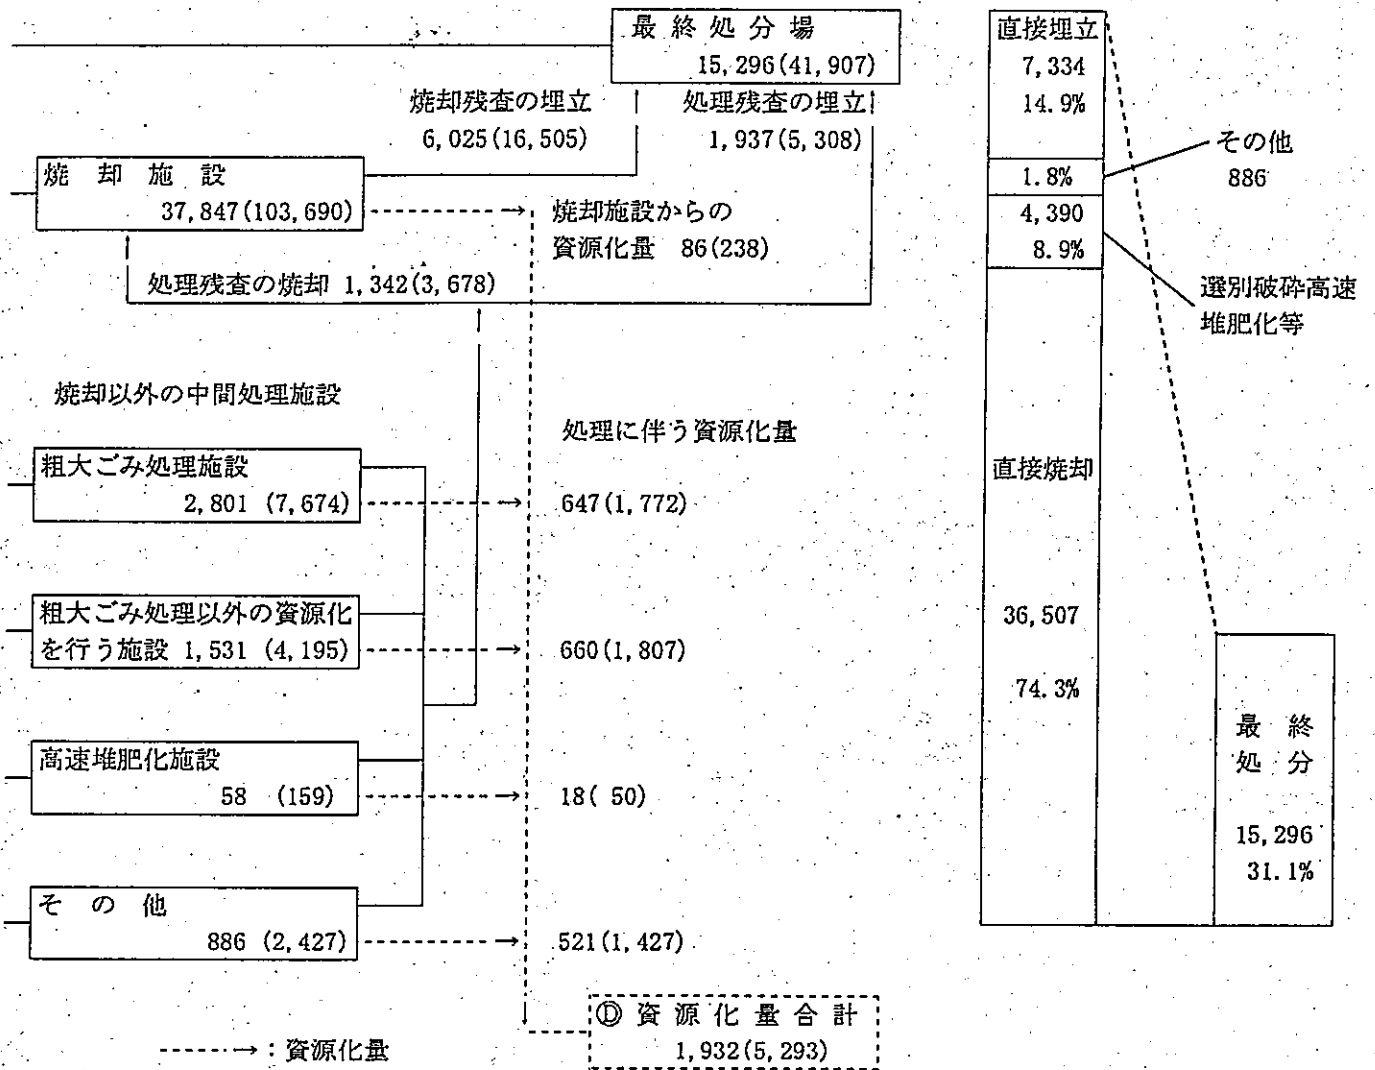 最終処分場
15,296(41,907)
焼却残査の埋立
6,025(16,505)
処理残査の埋立
1,937(5,308)
焼却施設
37,847(103,690)
焼却施設からの
資源化量 86(238)
処理残査の焼却 1,342(3,678)
焼却以外の中間処理施設
処理に伴う資源化量
粗大ごみ処理施設
2,801 (7,674)
647(1,772)
粗大ごみ処理以外の資源化
を行う施設 1,531 (4,195)
660(1,807)
高速堆肥化施設
58 (159)
18( 50)
その他
886 (2,427)
521(1,427)
Ⓓ資源化量合計
1,932(5,293)
-----→:資源化量
直接埋立
7,334
14.9%
その他
886
1.8%
4,390
8.9%
選別破砕高速
堆肥化等
直接焼却
36,507
74.3%
最終
処分
15,296
31.1%